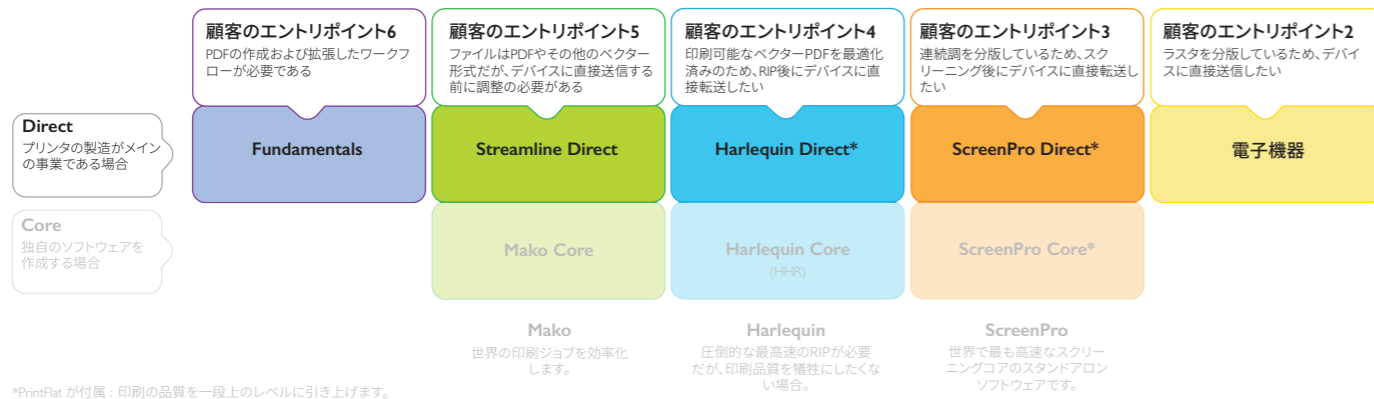 顧客のエントリポイント6
PDFの作成および拡張したワークフ
ローが必要である
顧客のエントリポイント5
ファイルはPDFやその他のベクター
形式だが、デバイスに直接送信する
前に調整の必要がある
顧客のエントリポイント4
印刷可能なベクターPDFを最適化
済みのため、RIP後にデバイスに直
接転送したい
顧客のエントリポイント3
連続調を分版しているため、スク
リーニング後にデバイスに直接転送し
たい
顧客のエントリポイント2
ラスタを分版しているため、デバイ
スに直接送信したい
Direct
プリンタの製造がメイン
の事業である場合
Fundamentals
Streamline Direct
Harlequin Direct*
ScreenPro Direct*
電子機器
Core
独自のソフトウェアを
作成する場合
Mako Core
Harlequin Core
(HHR)
ScreenPro Core*
Mako
世界の印刷ジョブを効率化
します。
Harlequin
圧倒的な最高速のRIPが必要
だが、印刷品質を犠牲にしたくな
い場合。
ScreenPro
世界で最も高速なスクリー
ニングコアのスタンドアロン
ソフトウェアです。
*PrintFlat が付属 : 印刷の品質を一段上のレベルに引き上げます。